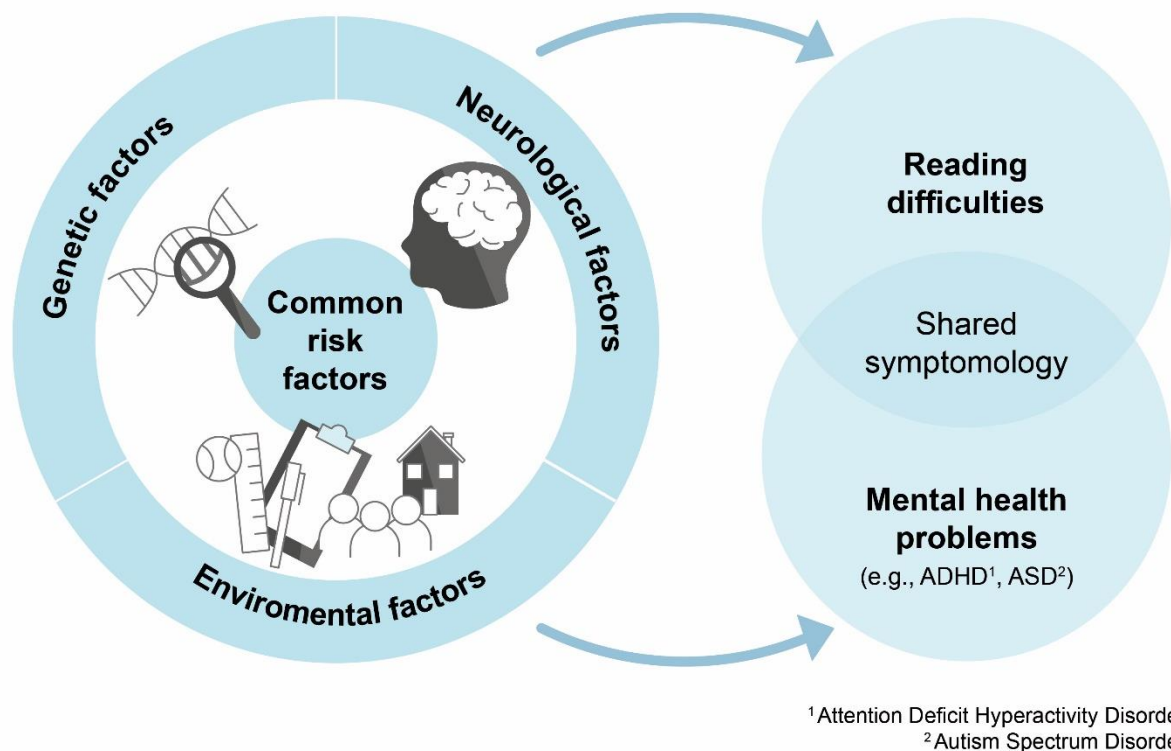 Genetic factors
Neurological factors
Common
risk
factors
Enviromental factors
Reading
difficulties
Shared
symptomology
Mental health
problems
(e.g., ADHD¹, ASD²)
¹Attention Deficit Hyperactivity Disorde
²Autism Spectrum Disorde